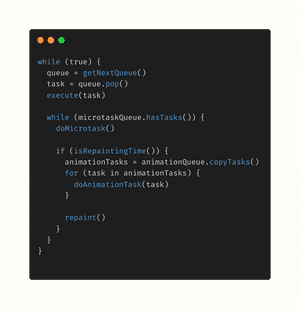 while (true) {
  queue = getNextQueue()
  task = queue.pop()
  execute(task)

  while (microtaskQueue.hasTasks()) {
    doMicrotask()

    if (isRepaintingTime()) {
      animationTasks = animationQueue.copyTasks()
      for (task in animationTasks) {
        doAnimationTask(task)
      }

      repaint()
    }
  }
}